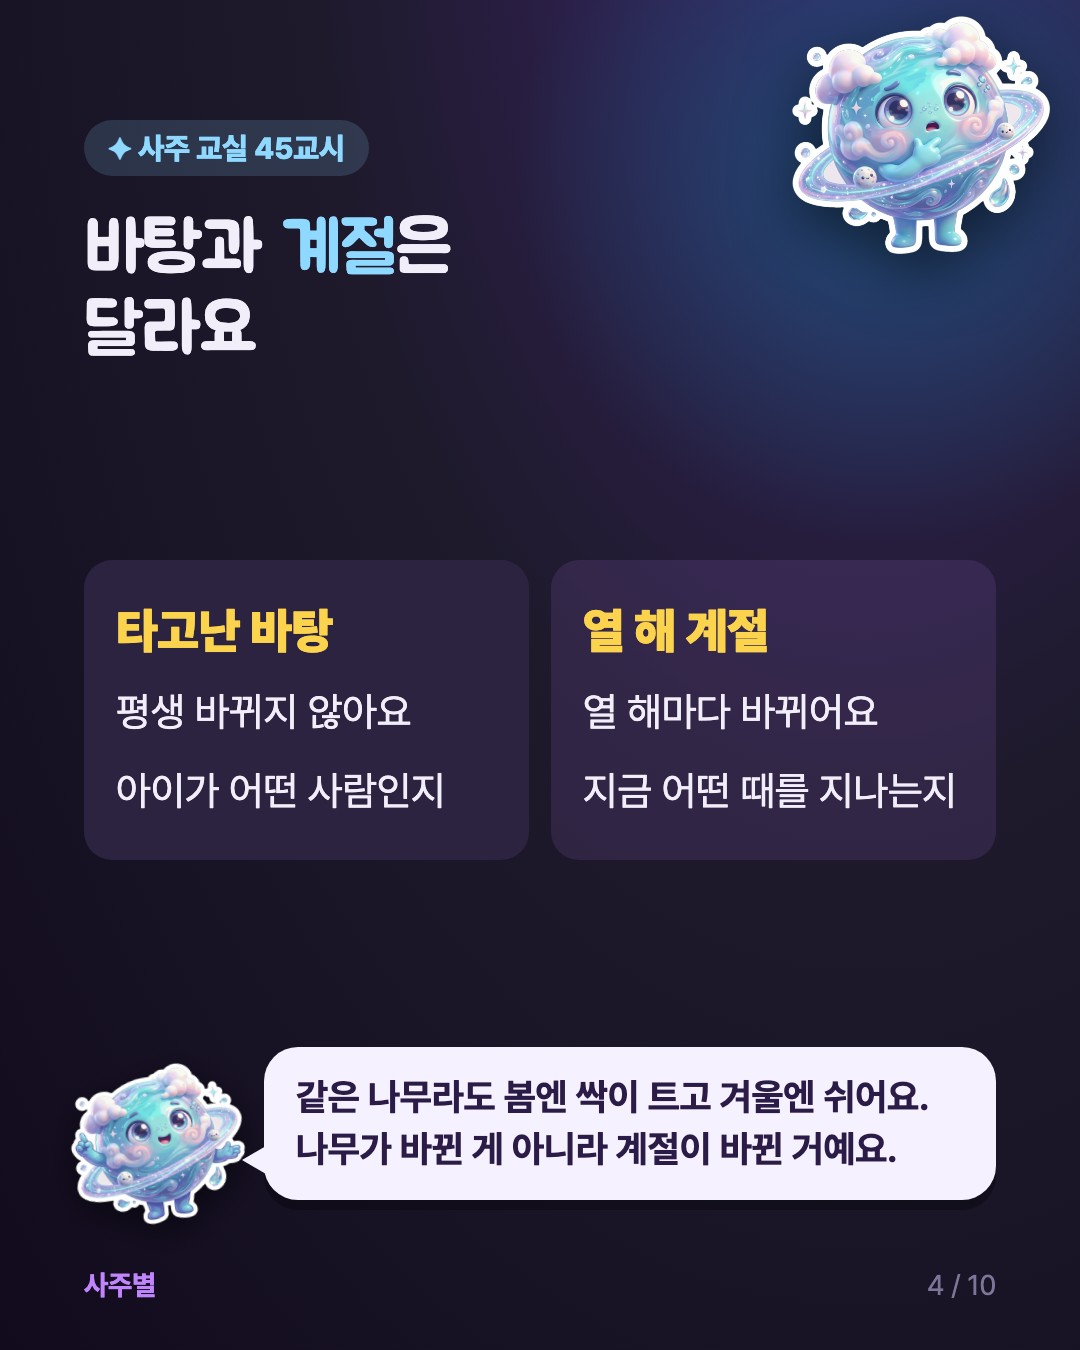 ✦ 사주 교실 45교시
바탕과 계절은
달라요
타고난 바탕
평생 바뀌지 않아요
아이가 어떤 사람인지
열 해 계절
열 해마다 바뀌어요
지금 어떤 때를 지나는지
같은 나무라도 봄엔 싹이 트고 겨울엔 쉬어요.
나무가 바뀐 게 아니라 계절이 바뀐 거예요.
사주별
4 / 10